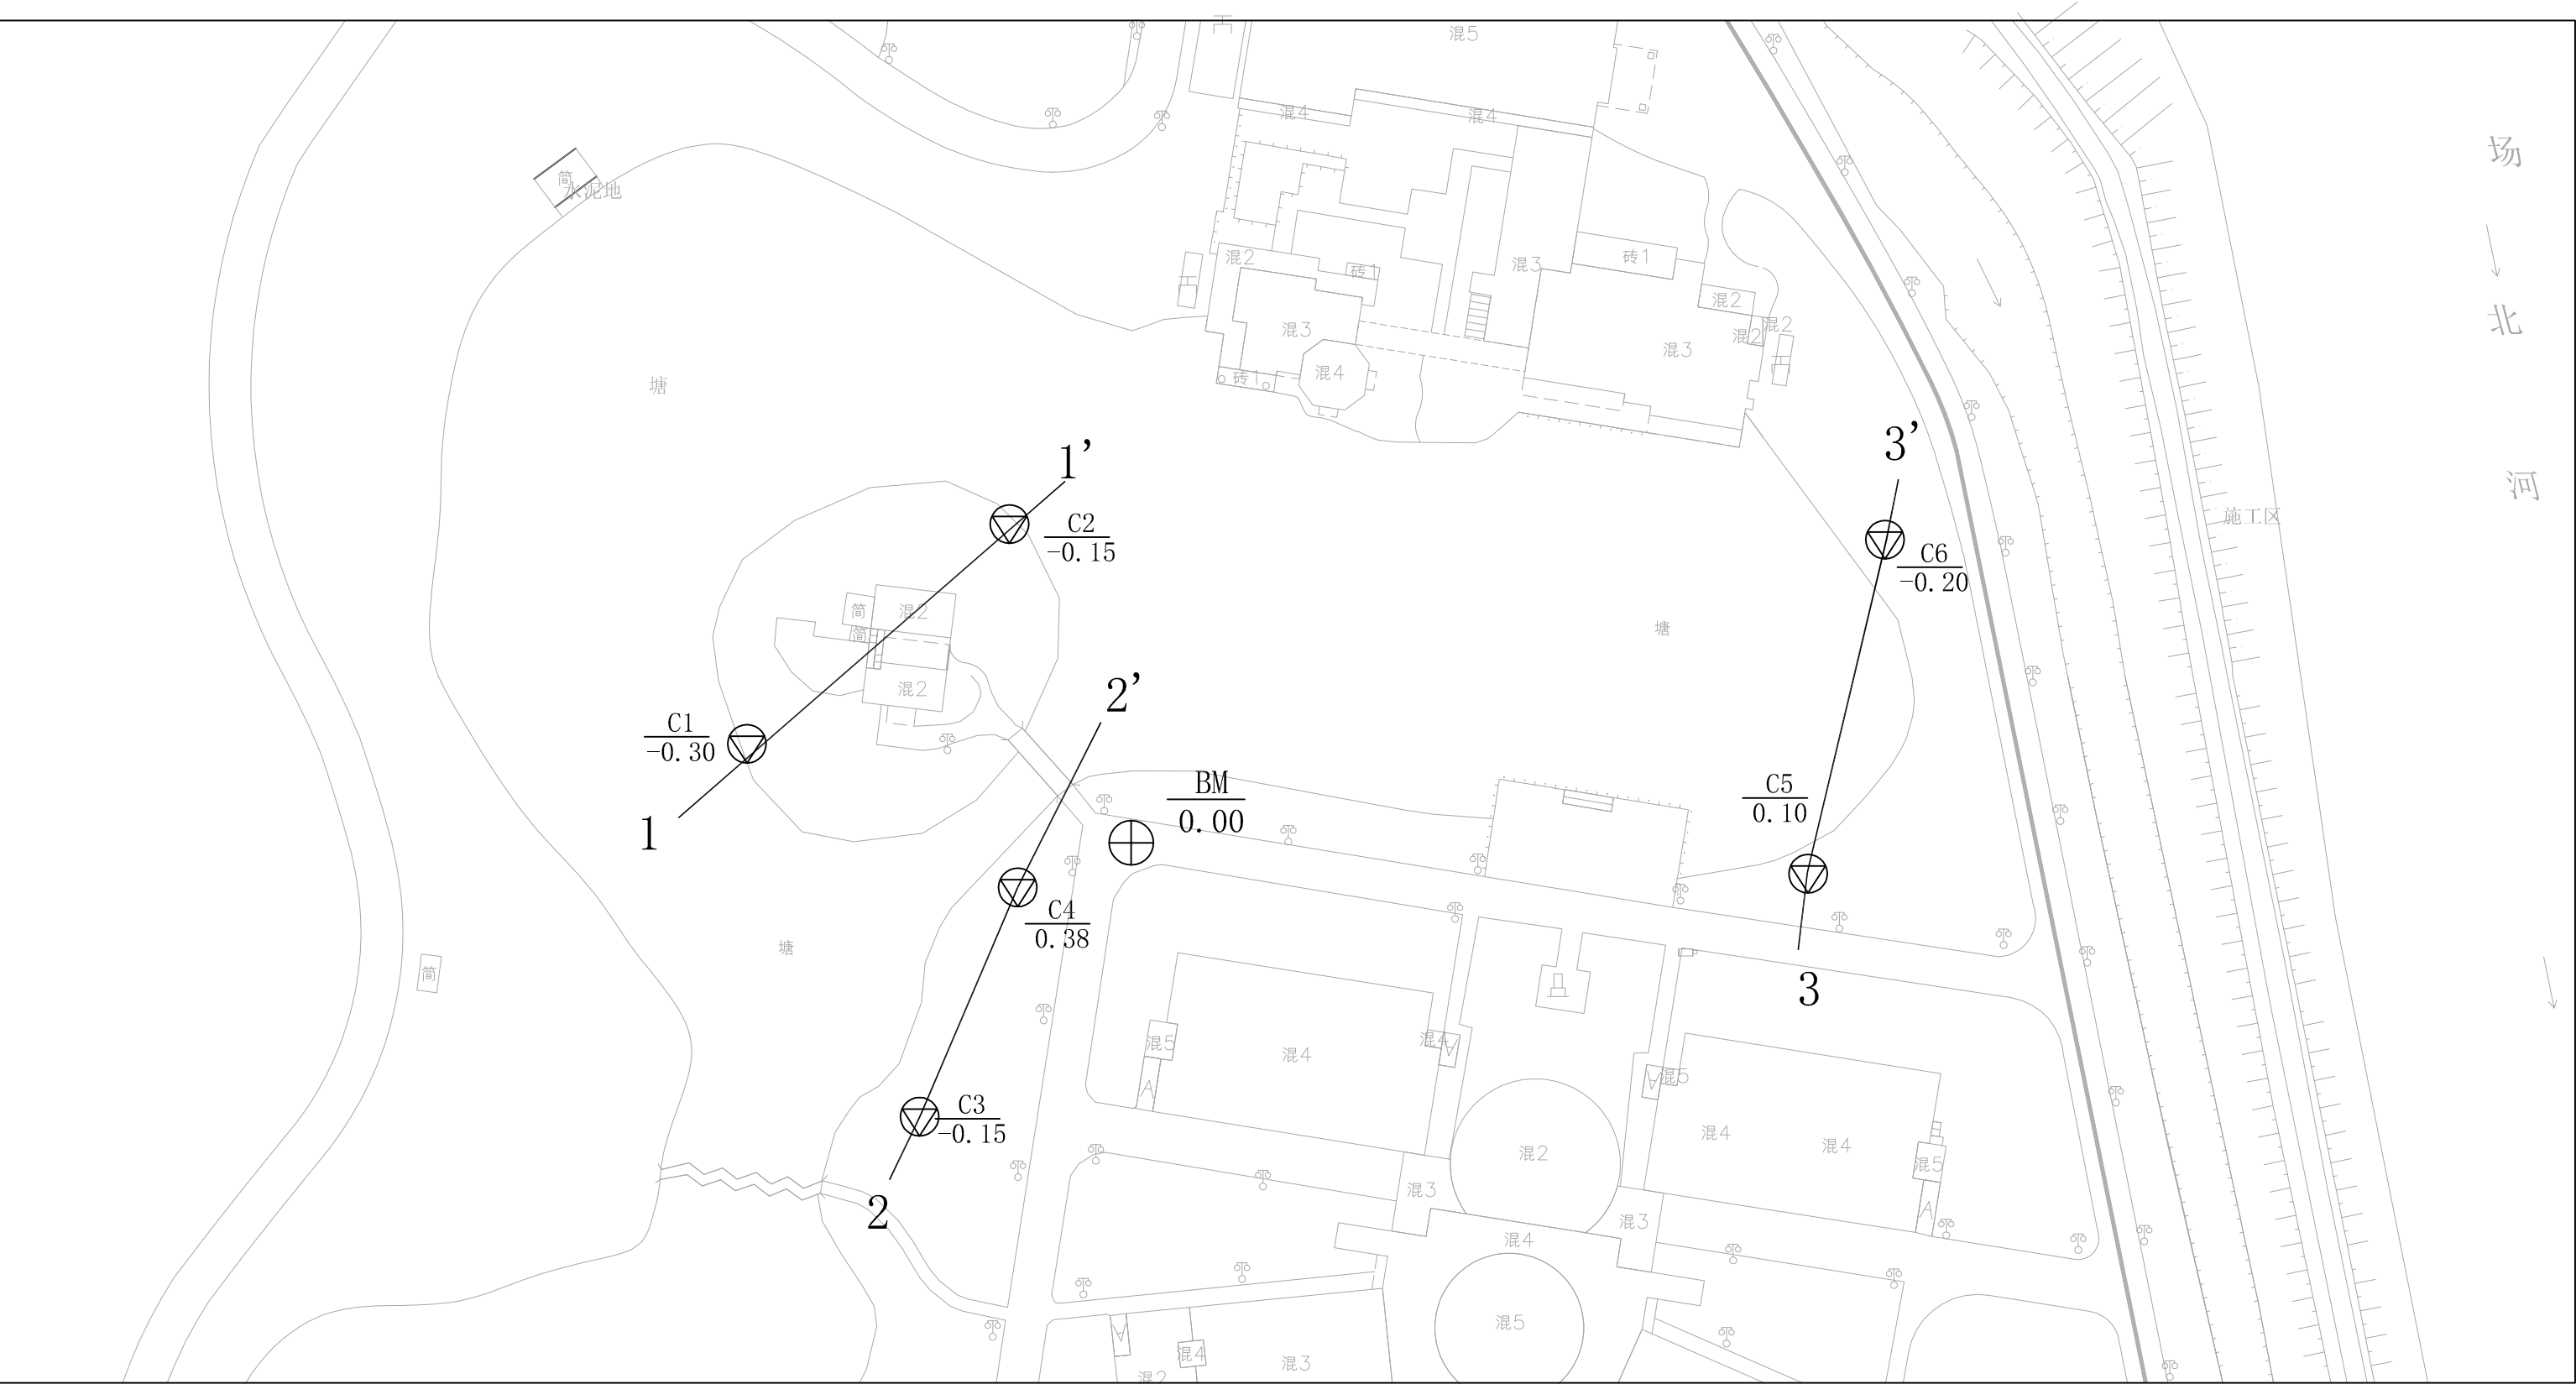 混5
混4
混4
场
简
水泥地
混2
砖1
混3
砖1
混2
混3
混2
混2
北
混3
混4
砖1
塘
1'
3'
河
施工区
C2
-0.15
C6
-0.20
简
混2
简
塘
混2
2'
C1
-0.30
BM
0.00
C5
0.10
1
C4
0.38
塘
简
3
混5
混4
混4
A
混5
A
A
C3
-0.15
混4
混4
混2
混5
混3
A
2
混3
混4
混5
A
混4
混3
混2